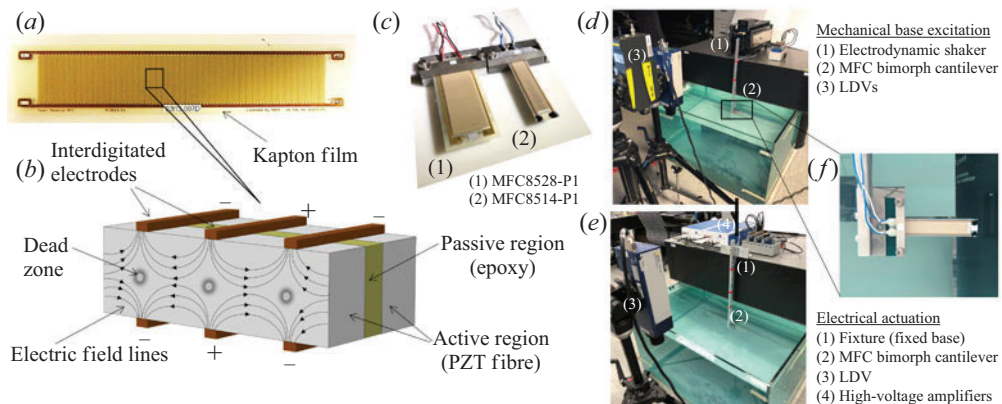 (a)
Kapton film
(b)
Interdigitated
electrodes
Dead
zone
Electric field lines
−
+
−
−
+
−
Passive region
(epoxy)
Active region
(PZT fibre)
(c)
(1)
(2)
(1) MFC8528-P1
(2) MFC8514-P1
(d)
(1)
(2)
(3)
Mechanical base excitation
(1) Electrodynamic shaker
(2) MFC bimorph cantilever
(3) LDVs
(e)
(4)
(1)
(2)
(3)
(f)
Electrical actuation
(1) Fixture (fixed base)
(2) MFC bimorph cantilever
(3) LDV
(4) High-voltage amplifiers